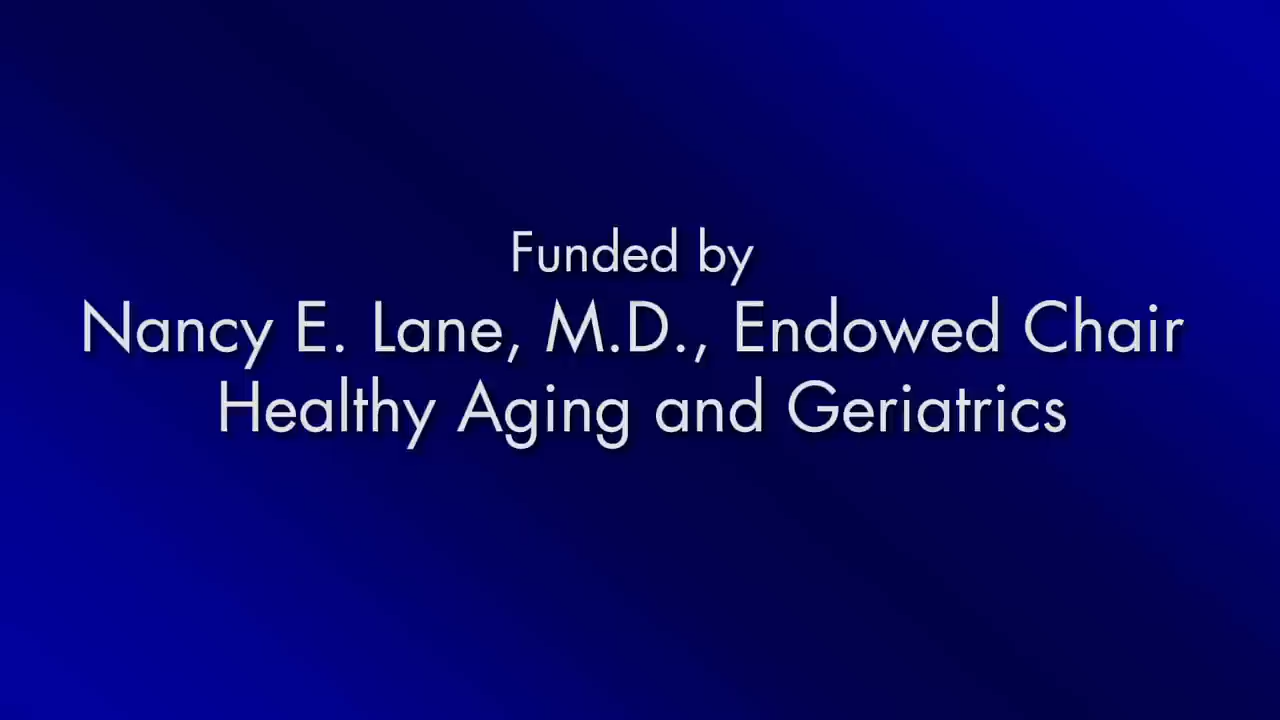 Funded by
Nancy E. Lane, M.D., Endowed Chair
Healthy Aging and Geriatrics